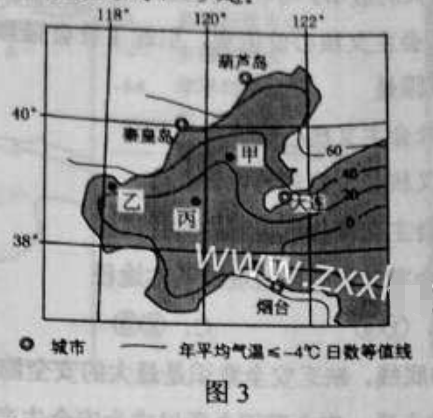 118° 120° 122°
葫芦岛
40°
秦皇岛
60
甲
40
20
大连
乙
丙
0
38°
www.zxxk
烟台
城市 年平均气温≤-4℃日数等值线
图3